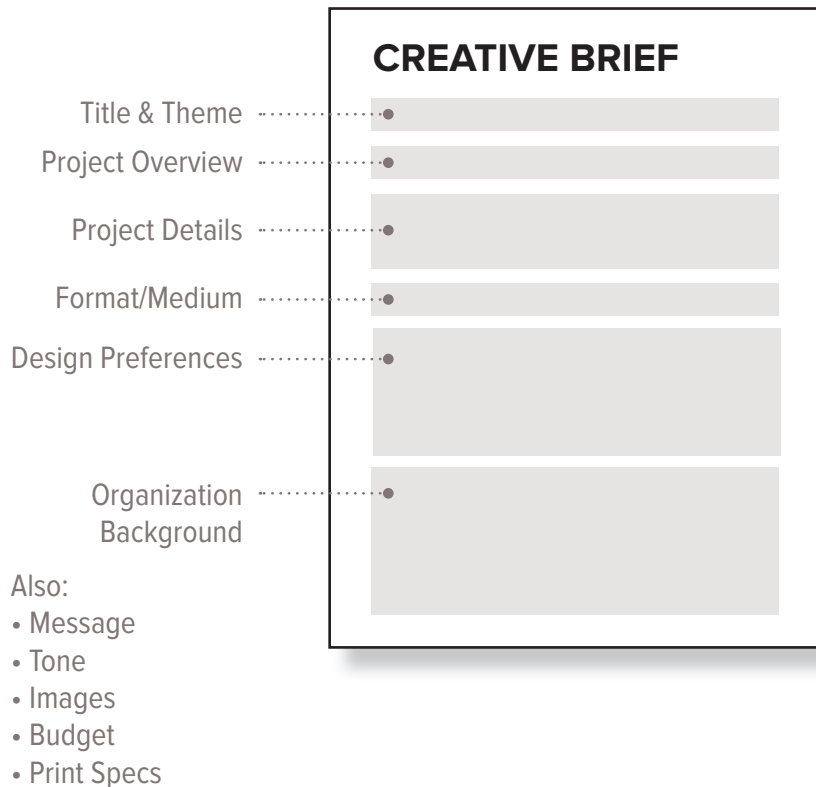 CREATIVE BRIEF
Title & Theme
Project Overview
Project Details
Format/Medium
Design Preferences
Organization
Background
Also:
• Message
• Tone
• Images
• Budget
• Print Specs